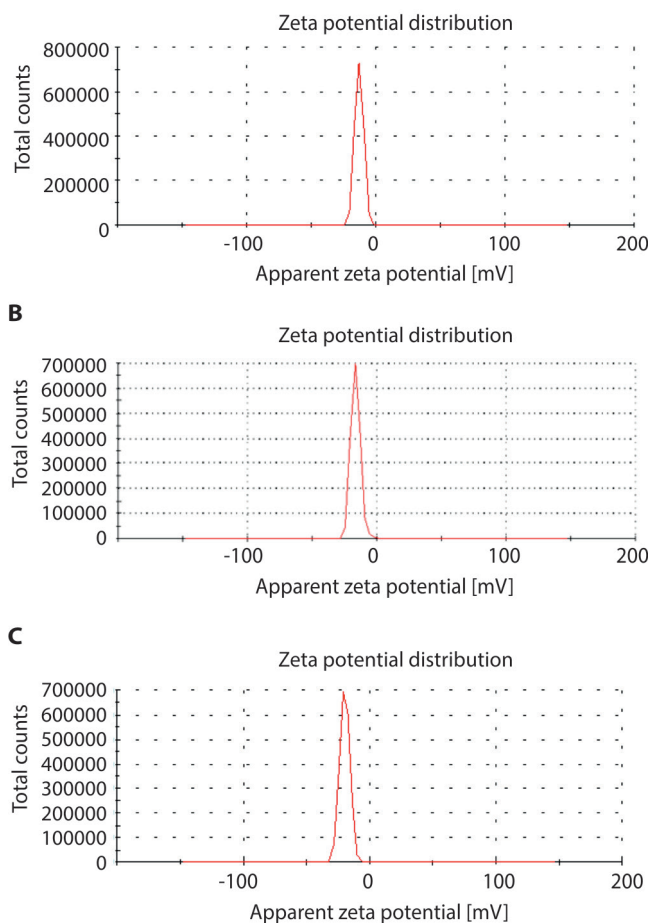 Zeta potential distribution
800000
600000
400000
200000
0
Total counts
-100 0 100 200
Apparent zeta potential [mV]
B
Zeta potential distribution
700000
600000
500000
400000
300000
200000
100000
0
Total counts
-100 0 100 200
Apparent zeta potential [mV]
C
Zeta potential distribution
700000
600000
500000
400000
300000
200000
100000
0
Total counts
-100 0 100 200
Apparent zeta potential [mV]